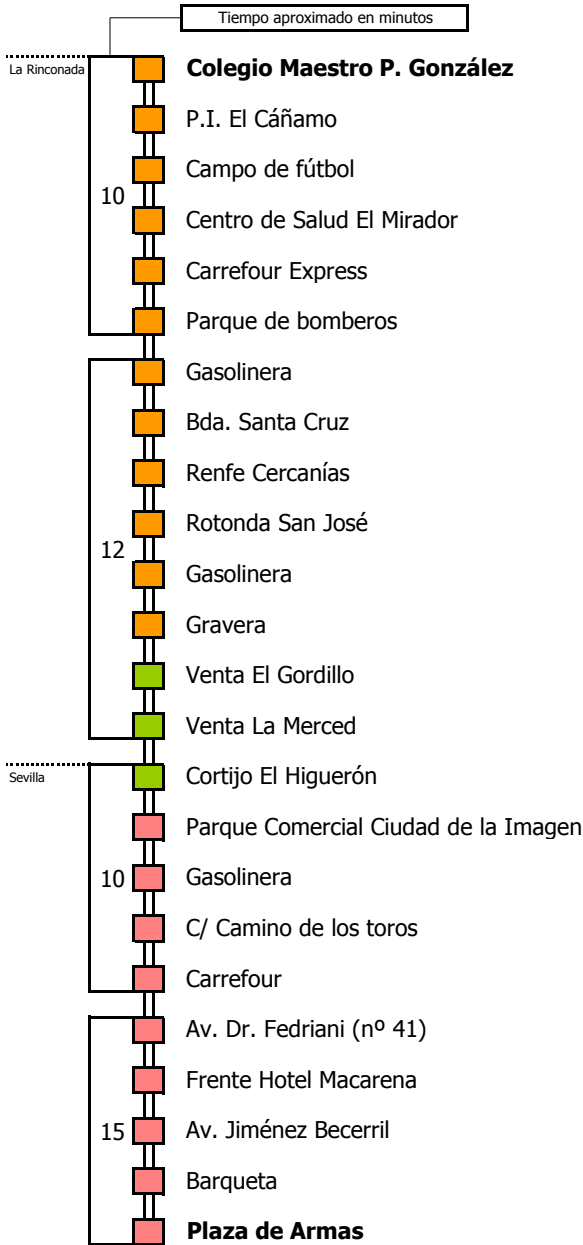 Tiempo aproximado en minutos
La Rinconada
Colegio Maestro P. González
P.I. El Cáñamo
Campo de fútbol
10
Centro de Salud El Mirador
Carrefour Express
Parque de bomberos
Gasolinera
Bda. Santa Cruz
Renfe Cercanías
Rotonda San José
12
Gasolinera
Gravera
Venta El Gordillo
Venta La Merced
Sevilla
Cortijo El Higuerón
Parque Comercial Ciudad de la Imagen
10
Gasolinera
C/ Camino de los toros
Carrefour
Av. Dr. Fedriani (nº 41)
Frente Hotel Macarena
15
Av. Jiménez Becerril
Barqueta
Plaza de Armas